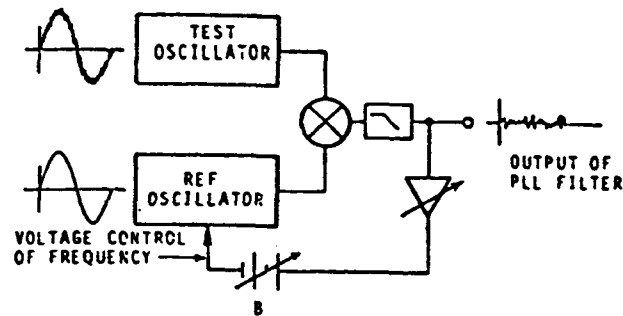 TEST
OSCILLATOR
REF
OSCILLATOR
OUTPUT OF
PLL FILTER
VOLTAGE CONTROL
OF FREQUENCY
B